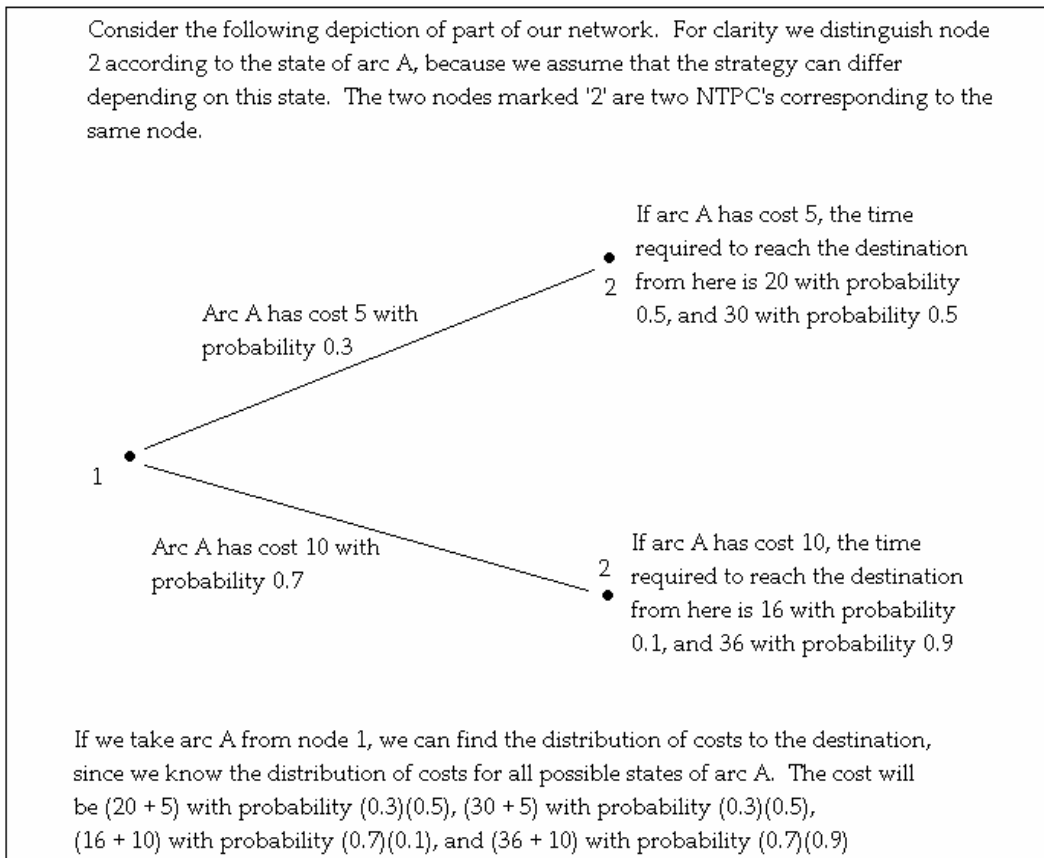 Consider the following depiction of part of our network.  For clarity we distinguish node
2 according to the state of arc A, because we assume that the strategy can differ
depending on this state.  The two nodes marked '2' are two NTPC's corresponding to the
same node.
If arc A has cost 5, the time
required to reach the destination
from here is 20 with probability
0.5, and 30 with probability 0.5
2
Arc A has cost 5 with
probability 0.3
1
Arc A has cost 10 with
probability 0.7
2
If arc A has cost 10, the time
required to reach the destination
from here is 16 with probability
0.1, and 36 with probability 0.9
If we take arc A from node 1, we can find the distribution of costs to the destination,
since we know the distribution of costs for all possible states of arc A.  The cost will
be (20 + 5) with probability (0.3)(0.5), (30 + 5) with probability (0.3)(0.5),
(16 + 10) with probability (0.7)(0.1), and (36 + 10) with probability (0.7)(0.9)